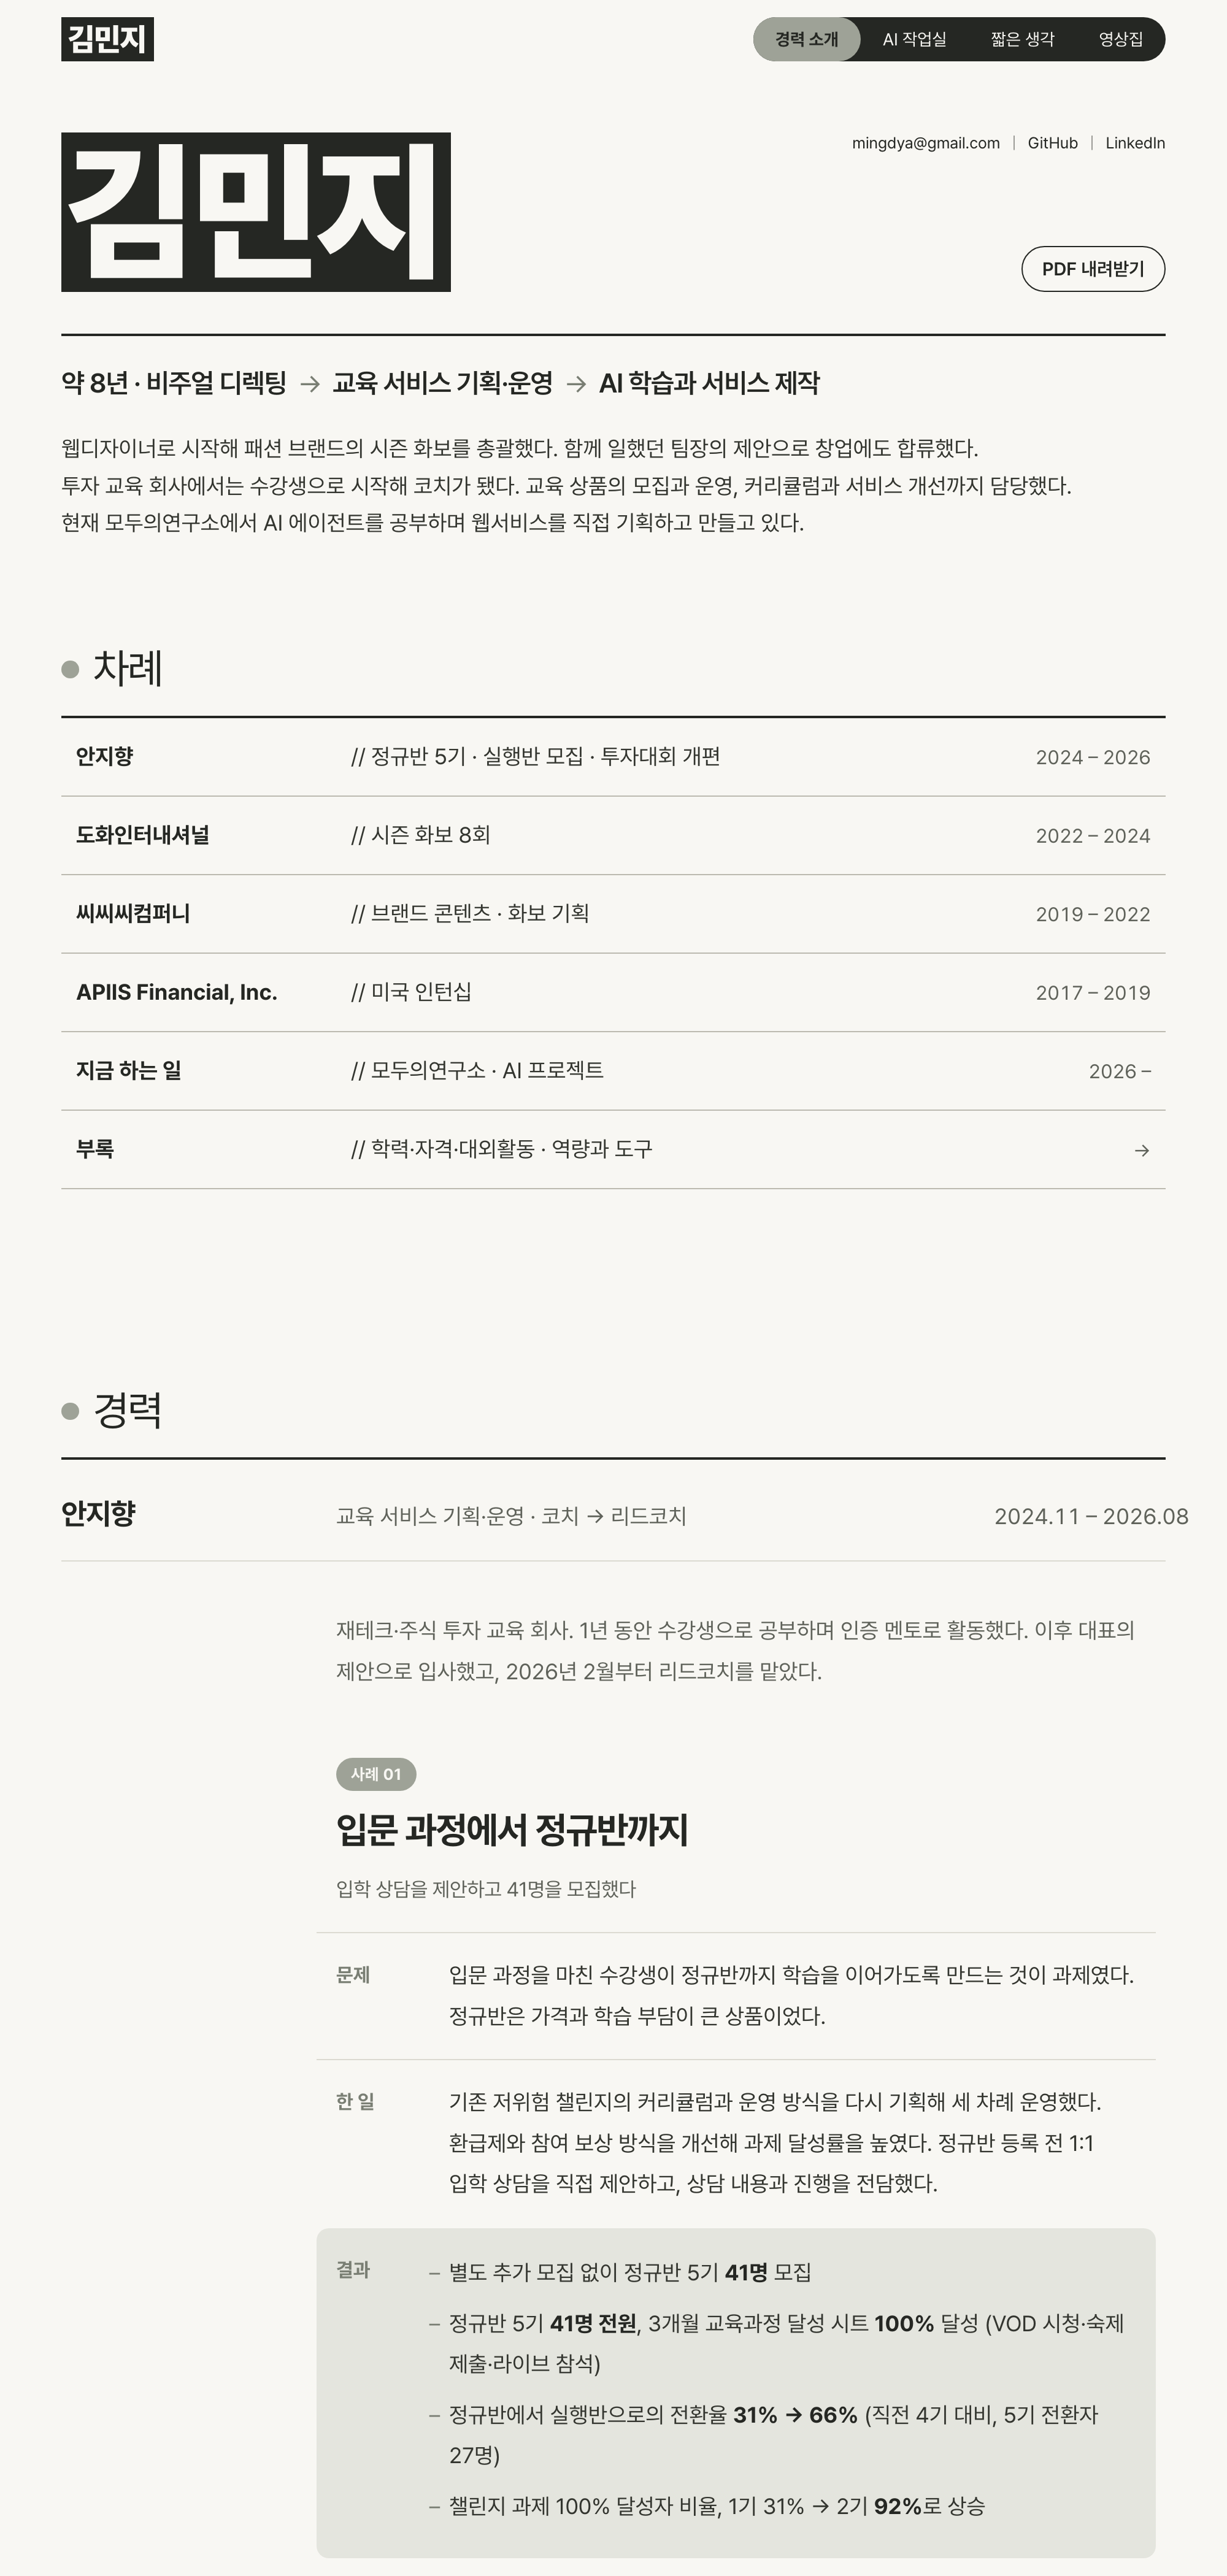 김민지
경력 소개 AI 작업실 짧은 생각 영상집
김민지
mingdya@gmail.com | GitHub | LinkedIn
PDF 내려받기
약 8년 · 비주얼 디렉팅 → 교육 서비스 기획·운영 → AI 학습과 서비스 제작
웹디자이너로 시작해 패션 브랜드의 시즌 화보를 총괄했다. 함께 일했던 팀장의 제안으로 창업에도 합류했다.
투자 교육 회사에서는 수강생으로 시작해 코치가 됐다. 교육 상품의 모집과 운영, 커리큘럼과 서비스 개선까지 담당했다.
현재 모두의연구소에서 AI 에이전트를 공부하며 웹서비스를 직접 기획하고 만들고 있다.
차례
안지향 // 정규반 5기 · 실행반 모집 · 투자대회 개편 2024 – 2026
도화인터내셔널 // 시즌 화보 8회 2022 – 2024
씨씨씨컴퍼니 // 브랜드 콘텐츠 · 화보 기획 2019 – 2022
APIIS Financial, Inc. // 미국 인턴십 2017 – 2019
지금 하는 일 // 모두의연구소 · AI 프로젝트 2026 –
부록 // 학력·자격·대외활동 · 역량과 도구 →
경력
안지향 교육 서비스 기획·운영 · 코치 → 리드코치 2024.11 – 2026.08
재테크·주식 투자 교육 회사. 1년 동안 수강생으로 공부하며 인증 멘토로 활동했다. 이후 대표의
제안으로 입사했고, 2026년 2월부터 리드코치를 맡았다.
사례 01
입문 과정에서 정규반까지
입학 상담을 제안하고 41명을 모집했다
문제 입문 과정을 마친 수강생이 정규반까지 학습을 이어가도록 만드는 것이 과제였다.
정규반은 가격과 학습 부담이 큰 상품이었다.
한 일 기존 저위험 챌린지의 커리큘럼과 운영 방식을 다시 기획해 세 차례 운영했다.
환급제와 참여 보상 방식을 개선해 과제 달성률을 높였다. 정규반 등록 전 1:1
입학 상담을 직접 제안하고, 상담 내용과 진행을 전담했다.
결과 – 별도 추가 모집 없이 정규반 5기 41명 모집
– 정규반 5기 41명 전원, 3개월 교육과정 달성 시트 100% 달성 (VOD 시청·숙제
제출·라이브 참석)
– 정규반에서 실행반으로의 전환율 31% → 66% (직전 4기 대비, 5기 전환자
27명)
– 챌린지 과제 100% 달성자 비율, 1기 31% → 2기 92%로 상승